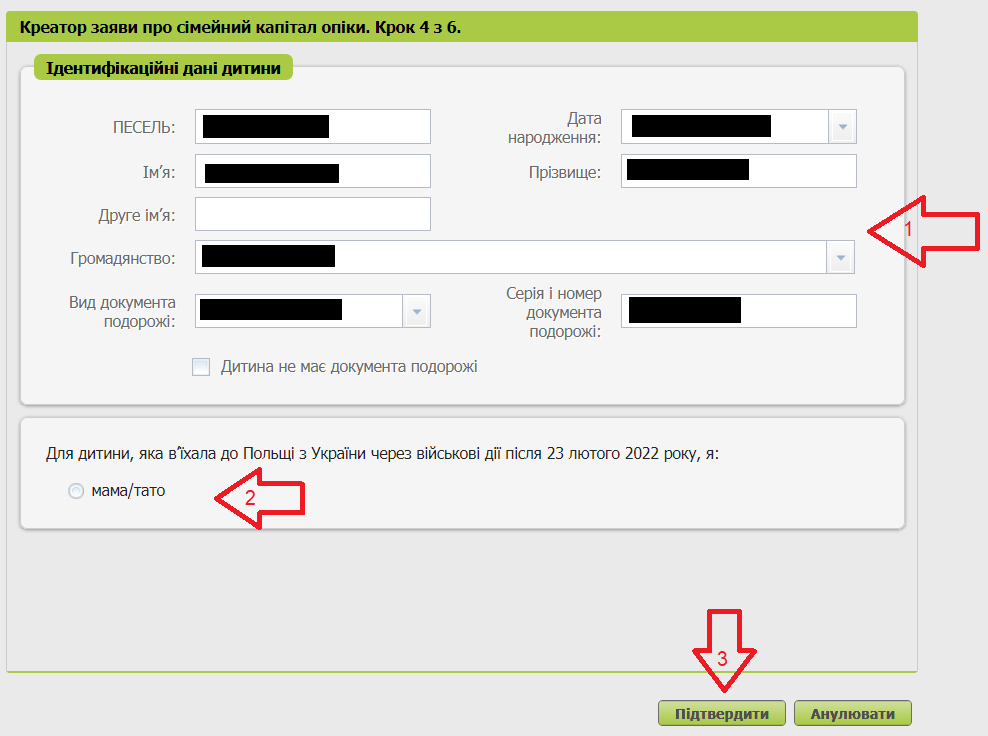 Креатор заяви про сімейний капітал опіки. Крок 4 з 6.
Ідентифікаційні дані дитини
ПЕСЕЛЬ:
Дата
народження:
Ім'я:
Прізвище:
Друге ім'я:
1
Громадянство:
Вид документа
подорожі:
Серія і номер
документа
подорожі:
Дитина не має документа подорожі
Для дитини, яка в'їхала до Польщі з України через військові дії після 23 лютого 2022 року, я:
мама/тато
2
3
Підтвердити
Анулювати